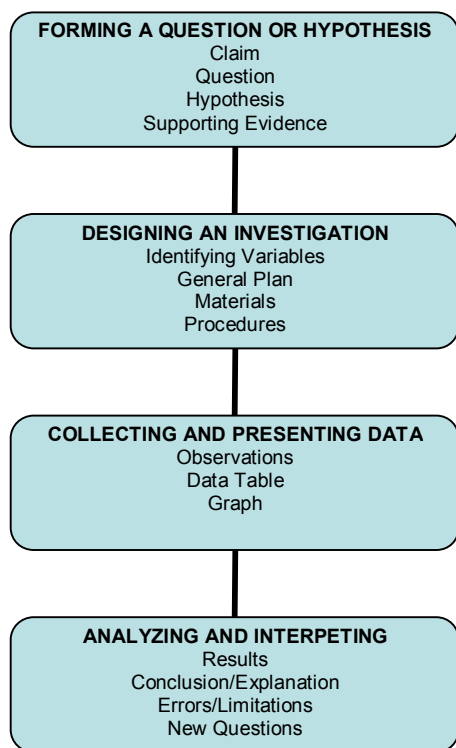 FORMING A QUESTION OR HYPOTHESIS
Claim
Question
Hypothesis
Supporting Evidence
DESIGNING AN INVESTIGATION
Identifying Variables
General Plan
Materials
Procedures
COLLECTING AND PRESENTING DATA
Observations
Data Table
Graph
ANALYZING AND INTERPETING
Results
Conclusion/Explanation
Errors/Limitations
New Questions